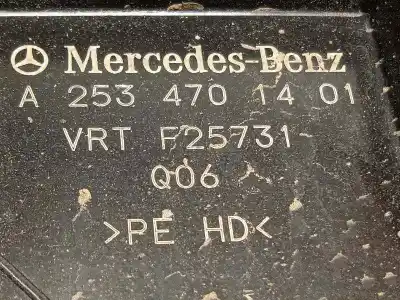 Mercedes-Benz
A 253 470 14 01
VRT F25731
Q06
>PE HD<